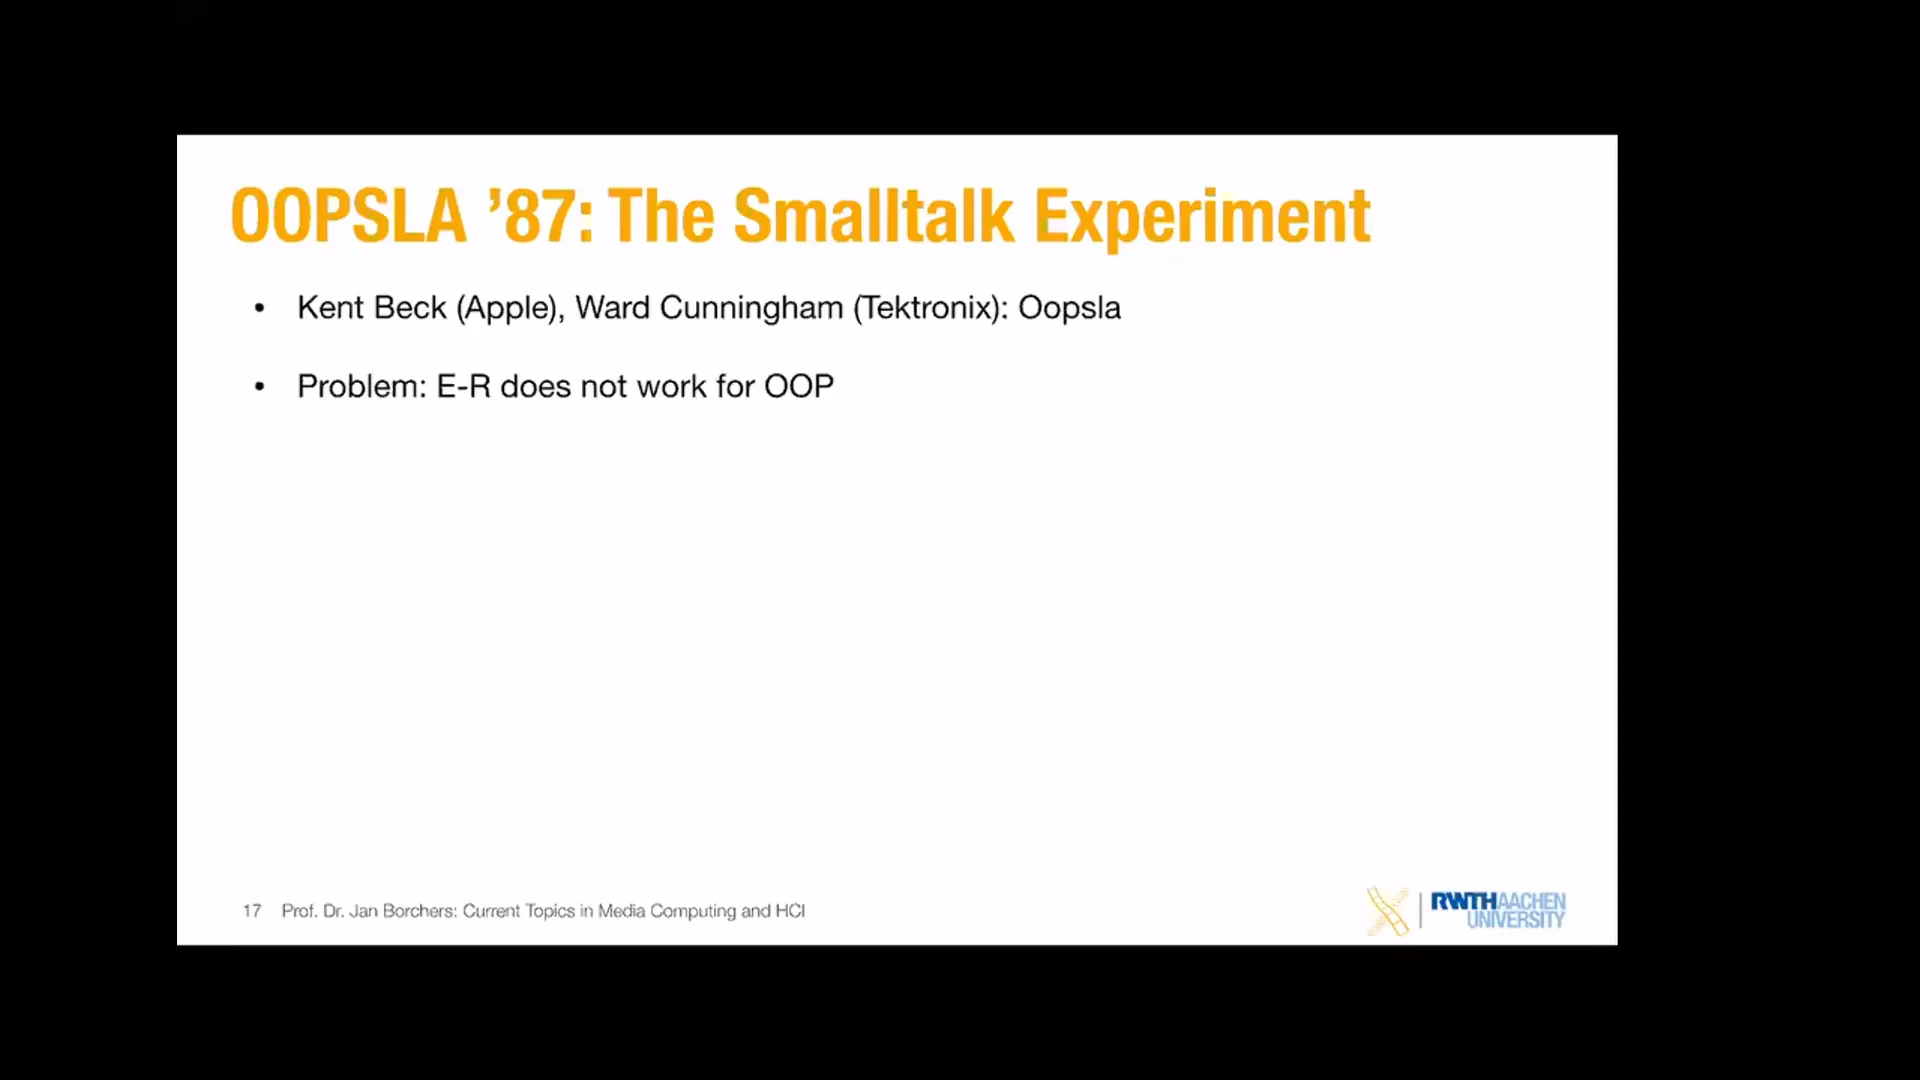 OOPSLA ’87: The Smalltalk Experiment
• Kent Beck (Apple), Ward Cunningham (Tektronix): Oopsla
• Problem: E-R does not work for OOP
17 Prof. Dr. Jan Borchers: Current Topics in Media Computing and HCI
RWTHAACHEN
UNIVERSITY